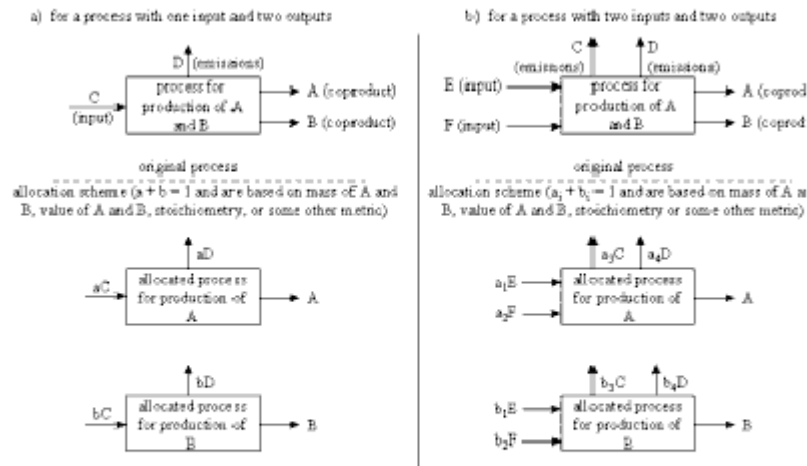 a) for a process with one input and two outputs
D
(emissions)
C
(input)
process for
production of A
and B
A (coproduct)
B (coproduct)
original process
allocation scheme (a + b = 1 and are based on mass of A and
B, value of A and B, stoichiometry, or some other metric)
aD
aC
allocated process
for production of
A
A
bD
bC
allocated process
for production of
B
B
b) for a process with two inputs and two outputs
C
(emissions)
D
(emissions)
E (input)
F (input)
process for
production of A
and B
A (coprod
B (coprod
original process
allocation scheme (aᵢ + bᵢ = 1 and are based on mass of A
B, value of A and B, stoichiometry or some other metric)
a₃C
a₄D
a₁E
a₂F
allocated process
for production of
A
A
b₃C
b₄D
b₁E
b₂F
allocated process
for production of
B
B